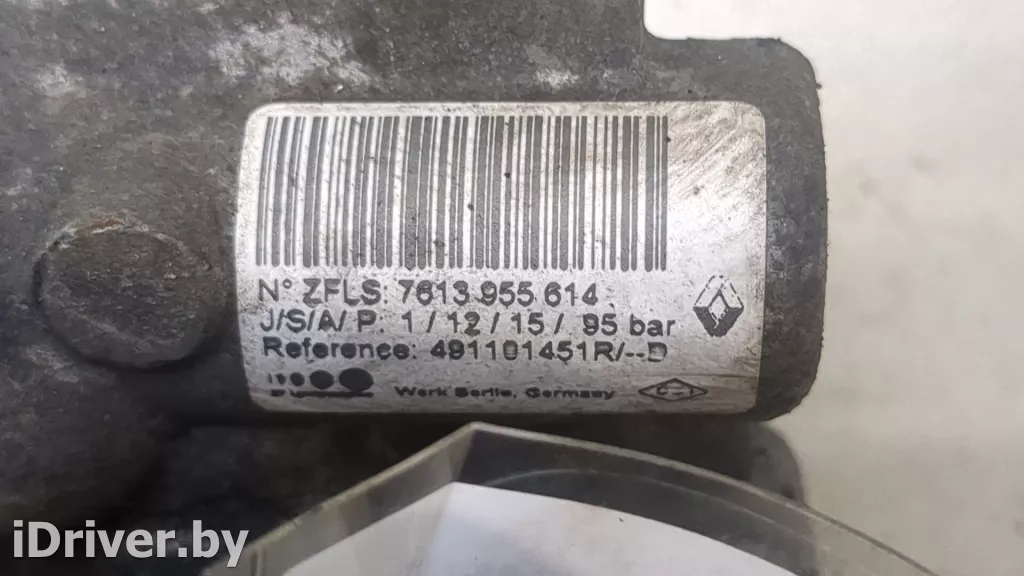 N° ZFLS: 7613 955 614
J/S/A/ P: 1 / 12 / 15 / 95 bar
Reference: 491101451R/--D
Werk Berlin, Germany
iDriver.by